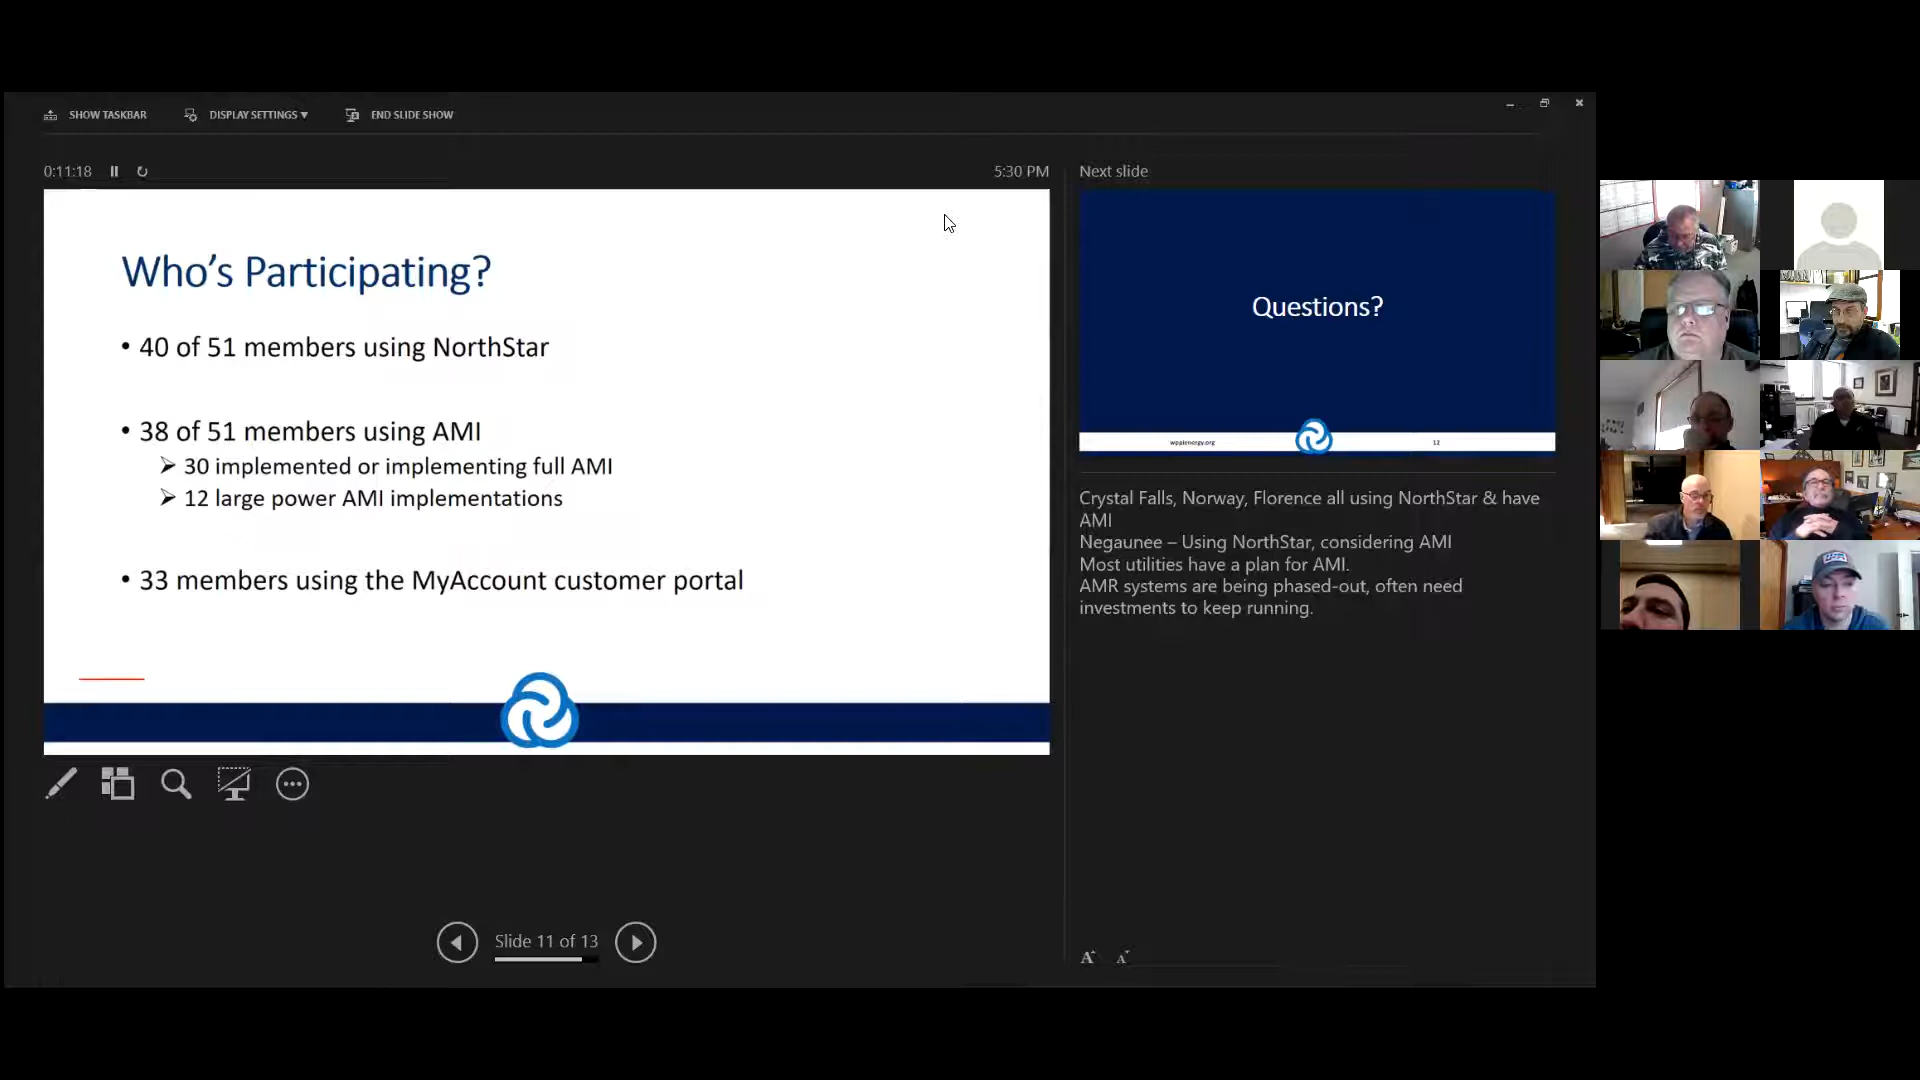 SHOW TASKBAR
DISPLAY SETTINGS ▾
END SLIDE SHOW
0:11:18
5:30 PM
Who's Participating?
• 40 of 51 members using NorthStar
• 38 of 51 members using AMI
➢ 30 implemented or implementing full AMI
➢ 12 large power AMI implementations
• 33 members using the MyAccount customer portal
Slide 11 of 13
Next slide
Questions?
wppienergy.org
12
Crystal Falls, Norway, Florence all using NorthStar & have
AMI
Negaunee – Using NorthStar, considering AMI
Most utilities have a plan for AMI.
AMR systems are being phased-out, often need
investments to keep running.
A A